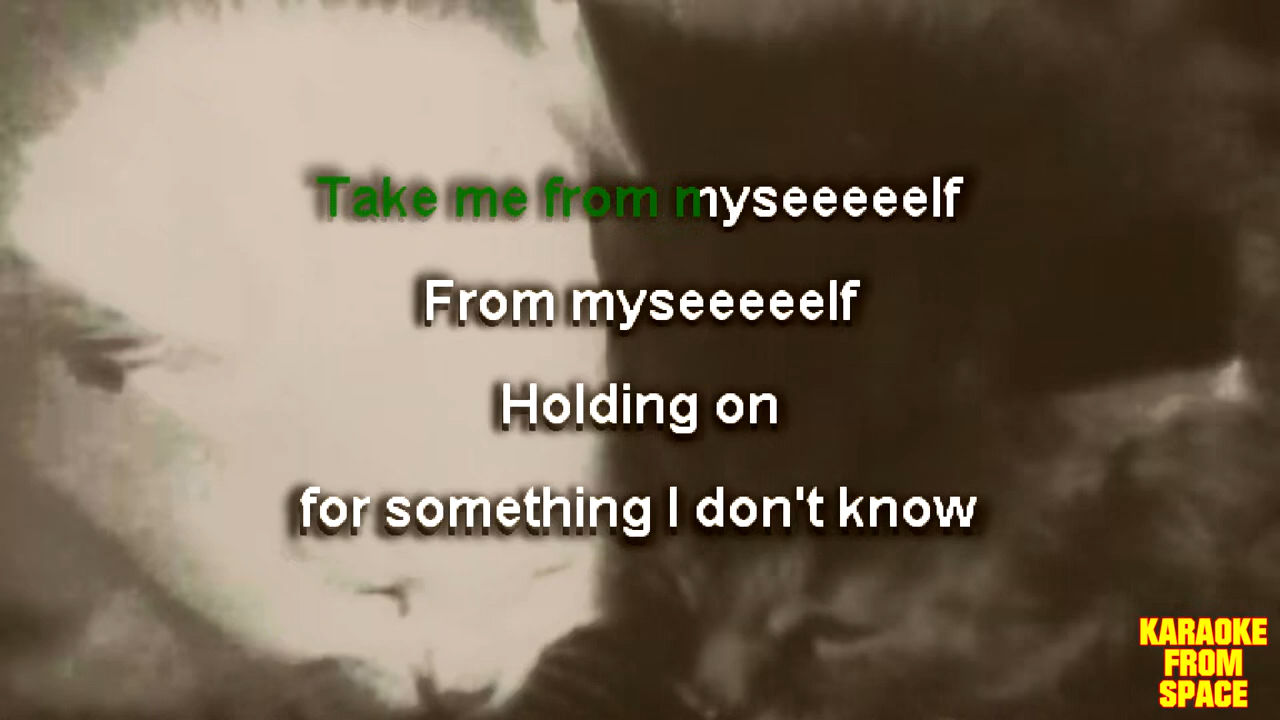 Take me from myseeeeelf
From myseeeeelf
Holding on
for something I don't know
KARAOKE
FROM
SPACE